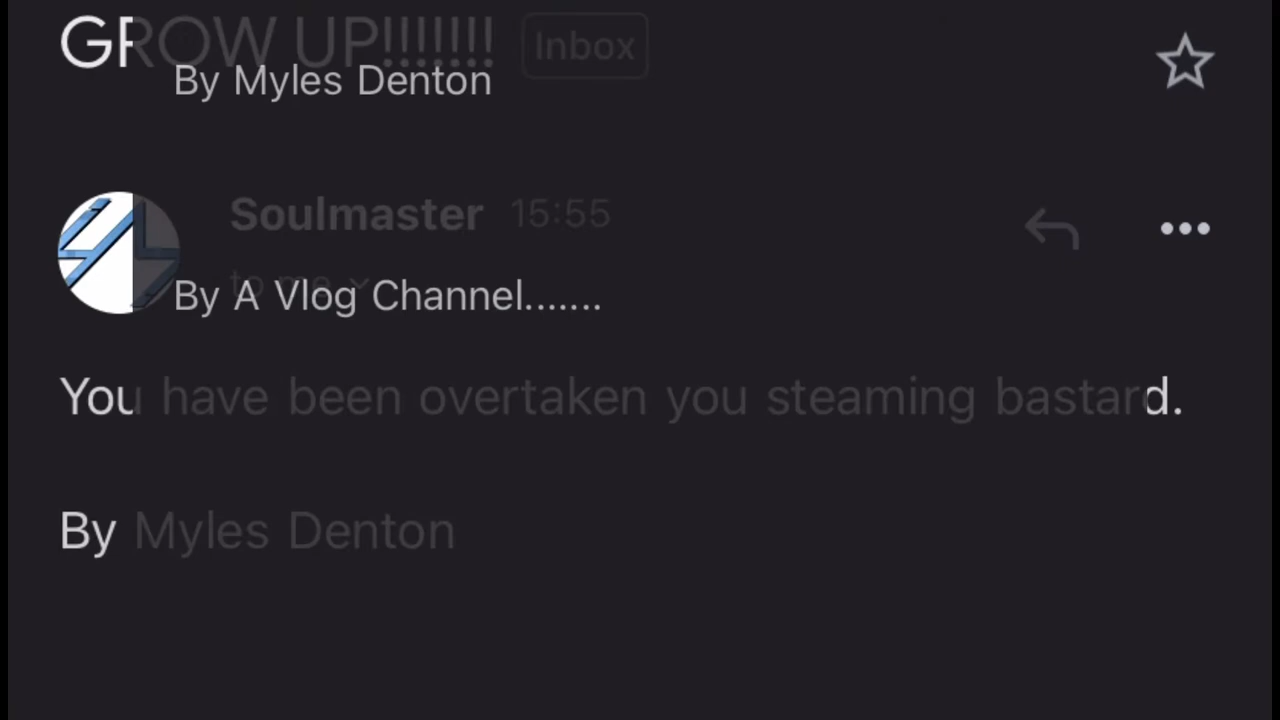 GROW UP!!!!!!! Inbox
By Myles Denton
Soulmaster 15:55
to me
By A Vlog Channel.......
You have been overtaken you steaming bastard.
By Myles Denton